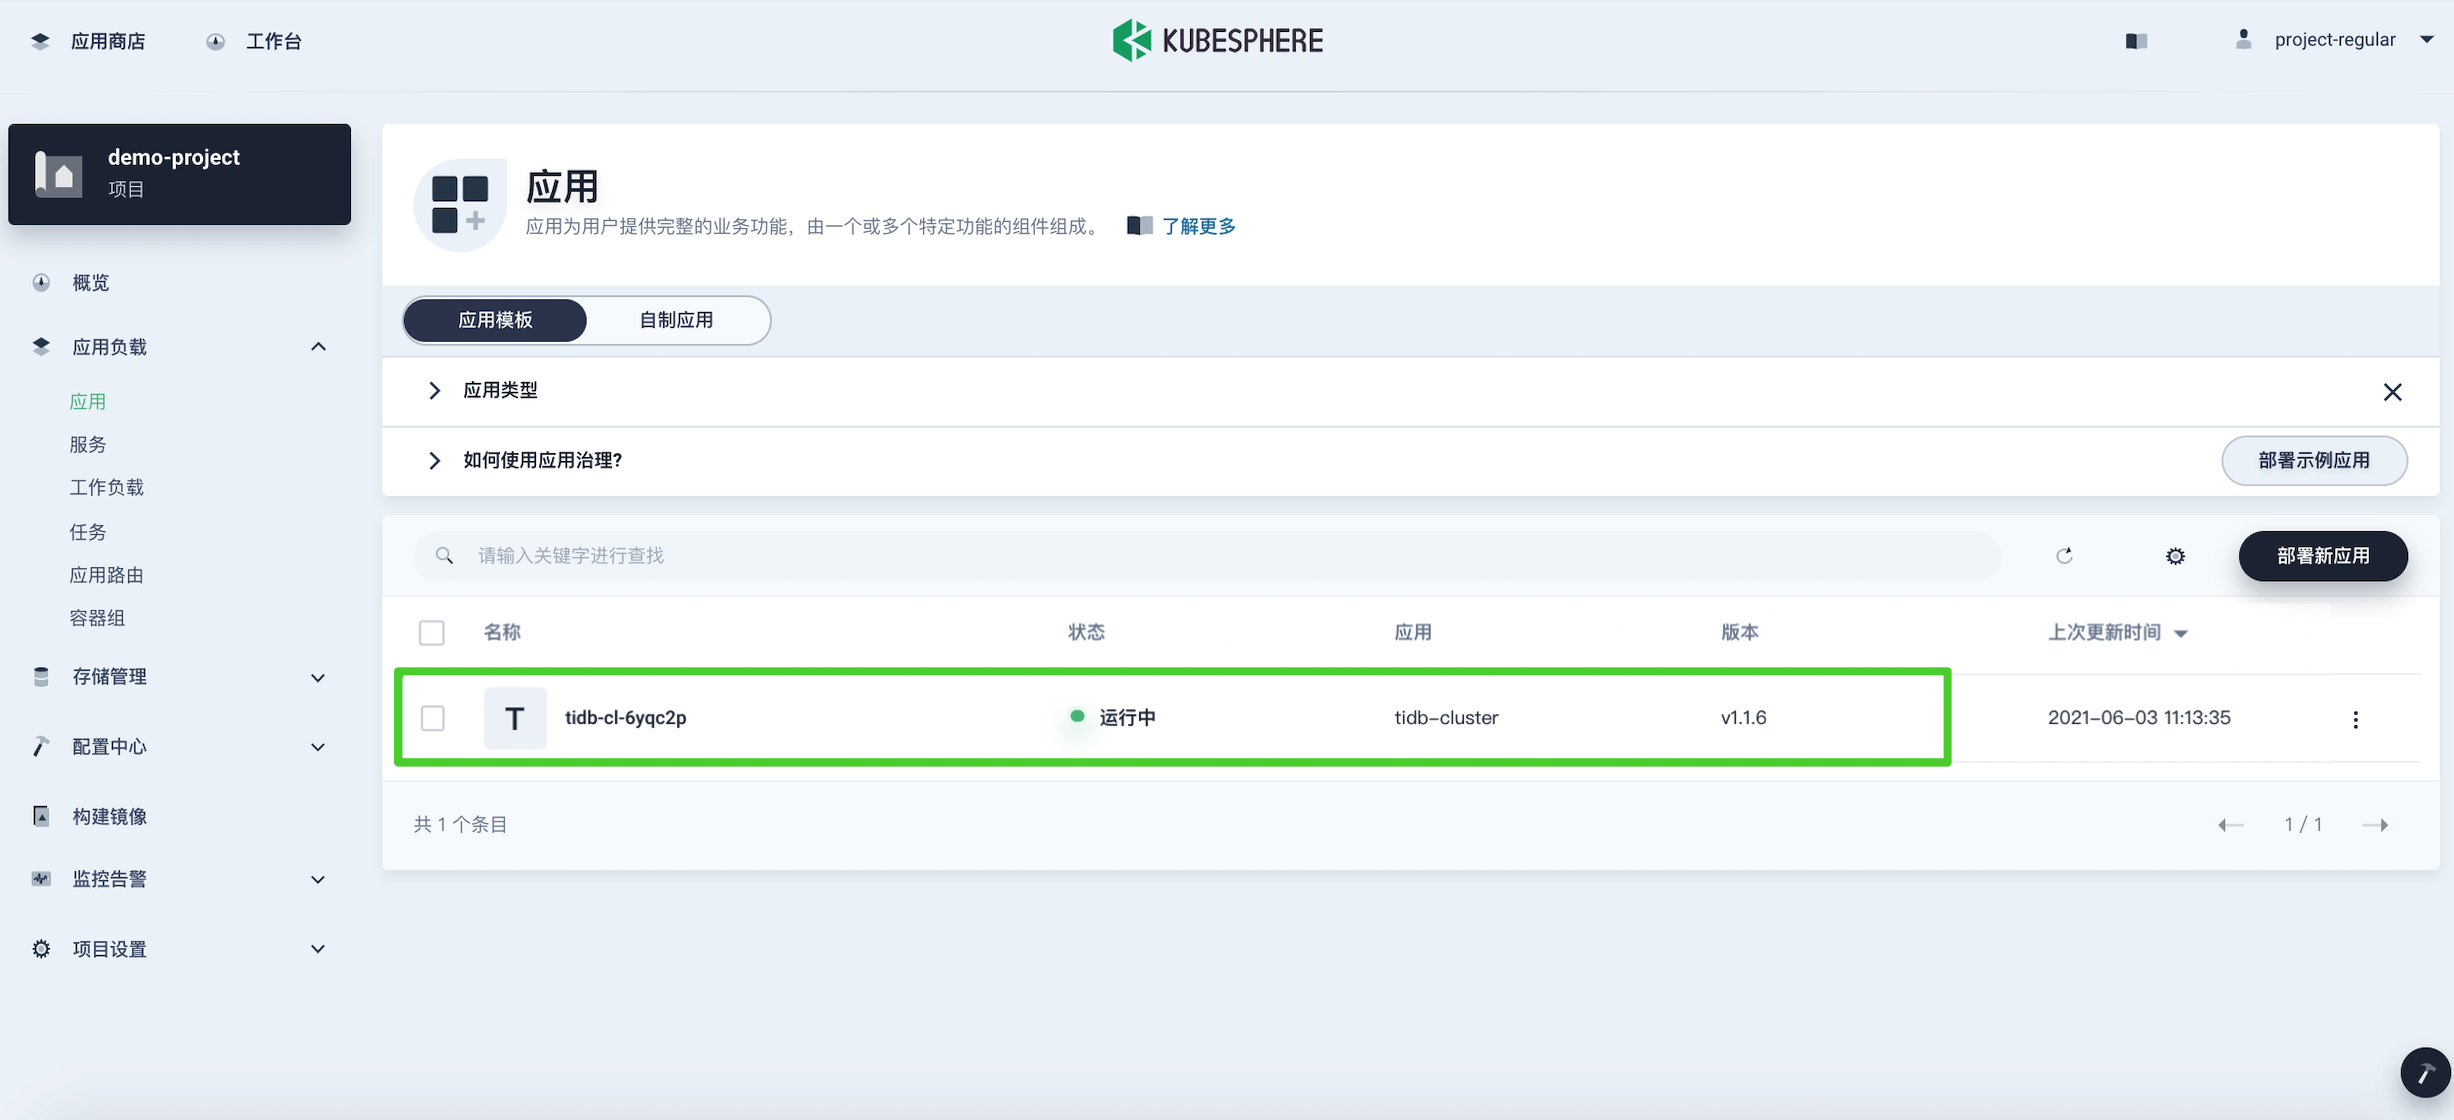 应用商店 工作台 KUBESPHERE project-regular
demo-project
项目
概览
应用负载
应用
服务
工作负载
任务
应用路由
容器组
存储管理
配置中心
构建镜像
监控告警
项目设置
应用
应用为用户提供完整的业务功能，由一个或多个特定功能的组件组成。 了解更多
应用模板 自制应用
应用类型
如何使用应用治理? 部署示例应用
请输入关键字进行查找 部署新应用
名称 状态 应用 版本 上次更新时间
T tidb-cl-6yqc2p 运行中 tidb-cluster v1.1.6 2021-06-03 11:13:35
共 1 个条目 1 / 1